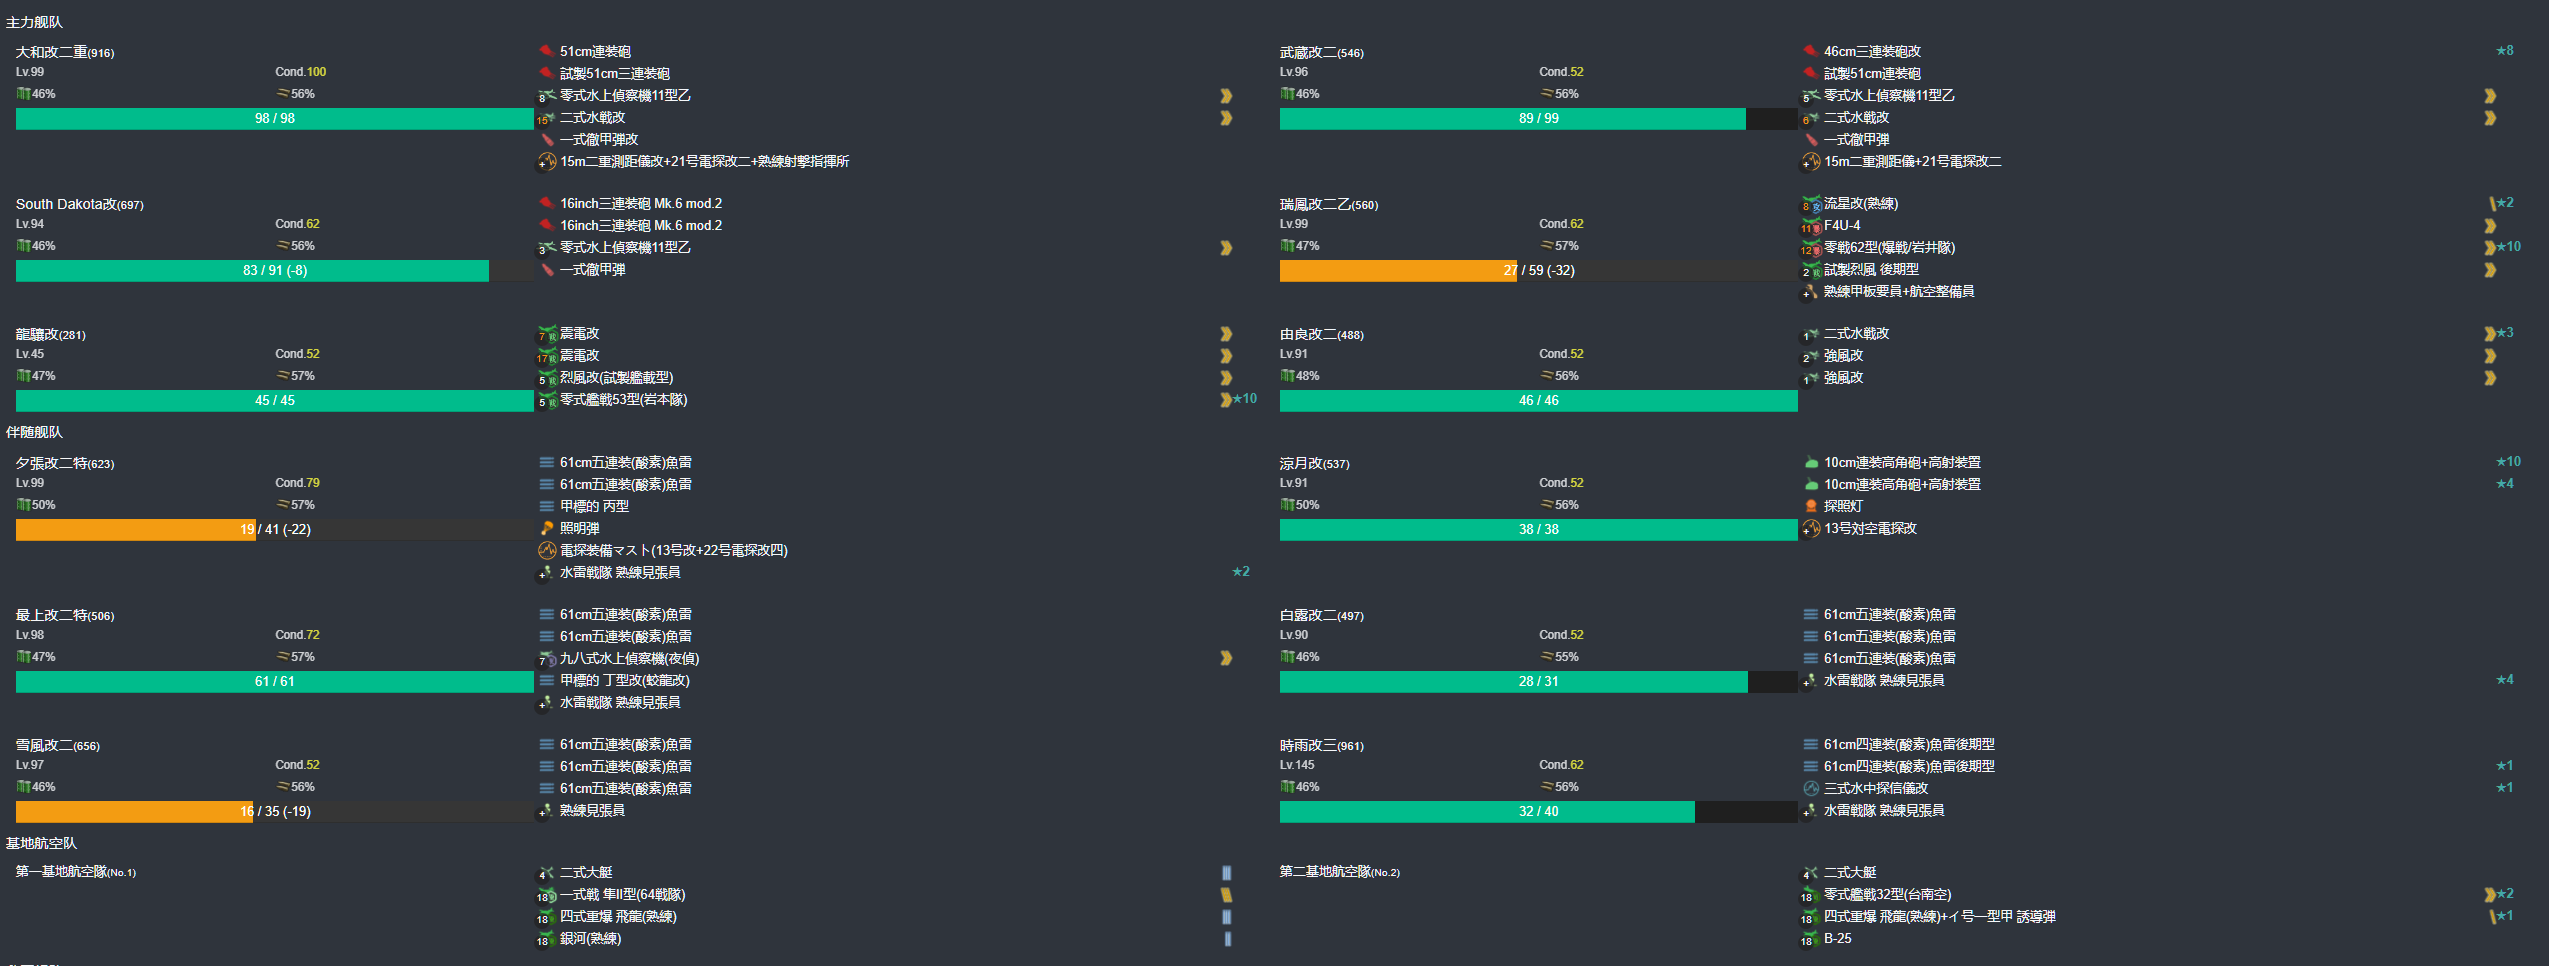 主力舰队
大和改二重(916)
Lv.99 Cond.100
46% 56%
98 / 98
51cm連装砲
試製51cm三連装砲
8 零式水上偵察機11型乙
15 二式水戦改
一式徹甲弾改
+ 15m二重測距儀改+21号電探改二+熟練射撃指揮所
武蔵改二(546)
Lv.96 Cond.52
46% 56%
89 / 99
46cm三連装砲改 ★8
試製51cm連装砲
5 零式水上偵察機11型乙
6 二式水戦改
一式徹甲弾
+ 15m二重測距儀+21号電探改二
South Dakota改(697)
Lv.94 Cond.62
46% 56%
83 / 91 (-8)
16inch三連装砲 Mk.6 mod.2
16inch三連装砲 Mk.6 mod.2
3 零式水上偵察機11型乙
一式徹甲弾
瑞鳳改二乙(560)
Lv.99 Cond.62
47% 57%
27 / 59 (-32)
8 流星改(熟練) ★2
11 F4U-4
12 零戦62型(爆戦/岩井隊) ★10
2 試製烈風 後期型
+ 熟練甲板要員+航空整備員
龍驤改(281)
Lv.45 Cond.52
47% 57%
45 / 45
7 震電改
17 震電改
5 烈風改(試製艦載型)
5 零式艦戦53型(岩本隊) ★10
由良改二(488)
Lv.91 Cond.52
48% 56%
46 / 46
1 二式水戦改 ★3
2 強風改
1 強風改
伴随舰队
夕張改二特(623)
Lv.99 Cond.79
50% 57%
19 / 41 (-22)
61cm五連装(酸素)魚雷
61cm五連装(酸素)魚雷
甲標的 丙型
照明弾
電探装備マスト(13号改+22号電探改四)
+ 水雷戦隊 熟練見張員 ★2
涼月改(537)
Lv.91 Cond.52
50% 56%
38 / 38
10cm連装高角砲+高射装置 ★10
10cm連装高角砲+高射装置 ★4
探照灯
+ 13号対空電探改
最上改二特(506)
Lv.98 Cond.72
47% 57%
61 / 61
61cm五連装(酸素)魚雷
61cm五連装(酸素)魚雷
7 九八式水上偵察機(夜偵)
甲標的 丁型改(蛟龍改)
+ 水雷戦隊 熟練見張員
白露改二(497)
Lv.90 Cond.52
46% 55%
28 / 31
61cm五連装(酸素)魚雷
61cm五連装(酸素)魚雷
61cm五連装(酸素)魚雷
+ 水雷戦隊 熟練見張員 ★4
雪風改二(656)
Lv.97 Cond.52
46% 56%
16 / 35 (-19)
61cm五連装(酸素)魚雷
61cm五連装(酸素)魚雷
61cm五連装(酸素)魚雷
+ 熟練見張員
時雨改三(961)
Lv.145 Cond.62
46% 56%
32 / 40
61cm四連装(酸素)魚雷後期型
61cm四連装(酸素)魚雷後期型 ★1
三式水中探信儀改 ★1
+ 水雷戦隊 熟練見張員
基地航空队
第一基地航空隊(No.1)
4 二式大艇
18 一式戦 隼II型(64戦隊)
18 四式重爆 飛龍(熟練)
18 銀河(熟練)
第二基地航空隊(No.2)
4 二式大艇
18 零式艦戦32型(台南空) ★2
18 四式重爆 飛龍(熟練)+イ号一型甲 誘導弾 ★1
18 B-25